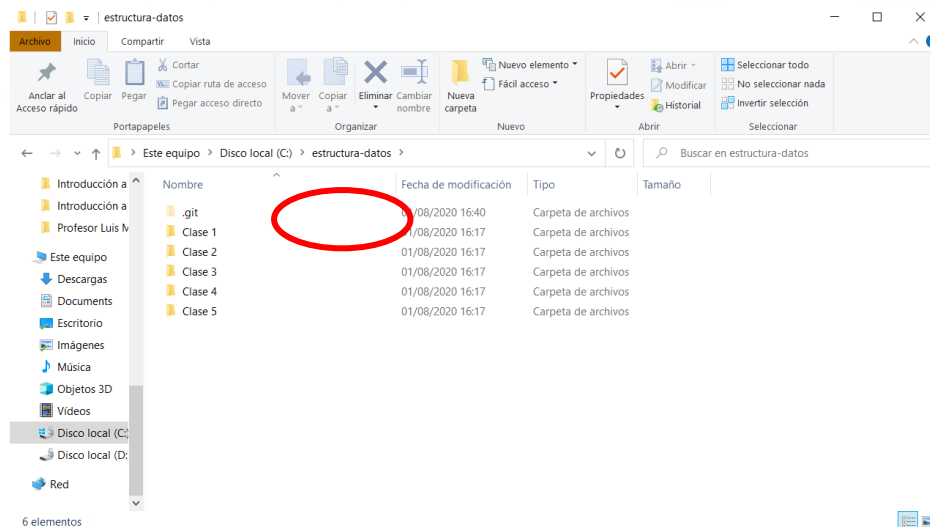 estructura-datos
Archivo Inicio Compartir Vista
Anclar al Acceso rápido
Copiar
Pegar
Cortar
Copiar ruta de acceso
Pegar acceso directo
Mover a
Copiar a
Eliminar
Cambiar nombre
Nueva carpeta
Nuevo elemento
Fácil acceso
Propiedades
Abrir
Modificar
Historial
Seleccionar todo
No seleccionar nada
Invertir selección
Portapapeles Organizar Nuevo Abrir Seleccionar
Este equipo > Disco local (C:) > estructura-datos >
Buscar en estructura-datos
Introducción a
Introducción a
Profesor Luis M
Este equipo
Descargas
Documents
Escritorio
Imágenes
Música
Objetos 3D
Vídeos
Disco local (C:)
Disco local (D:
Red
Nombre Fecha de modificación Tipo Tamaño
.git 01/08/2020 16:40 Carpeta de archivos
Clase 1 01/08/2020 16:17 Carpeta de archivos
Clase 2 01/08/2020 16:17 Carpeta de archivos
Clase 3 01/08/2020 16:17 Carpeta de archivos
Clase 4 01/08/2020 16:17 Carpeta de archivos
Clase 5 01/08/2020 16:17 Carpeta de archivos
6 elementos